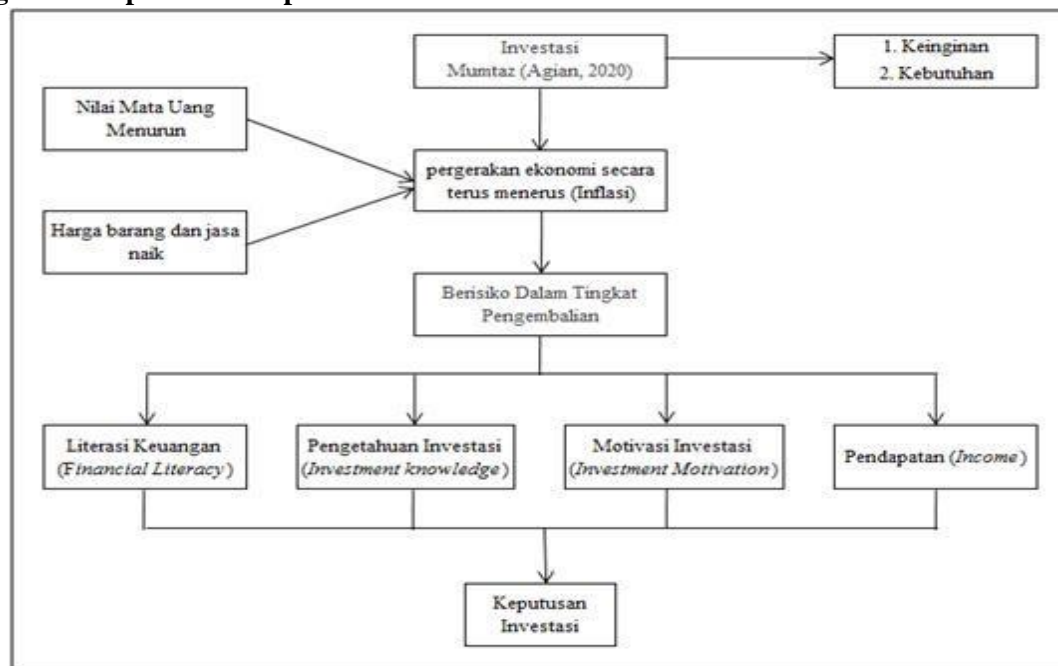 Investasi
Mumtaz (Agian, 2020)
1. Keinginan
2. Kebutuhan
Nilai Mata Uang
Menurun
pergerakan ekonomi secara
terus menerus (Inflasi)
Harga barang dan jasa
naik
Berisiko Dalam Tingkat
Pengembalian
Literasi Keuangan
(Financial Literacy)
Pengetahuan Investasi
(Investment knowledge)
Motivasi Investasi
(Investment Motivation)
Pendapatan (Income)
Keputusan
Investasi